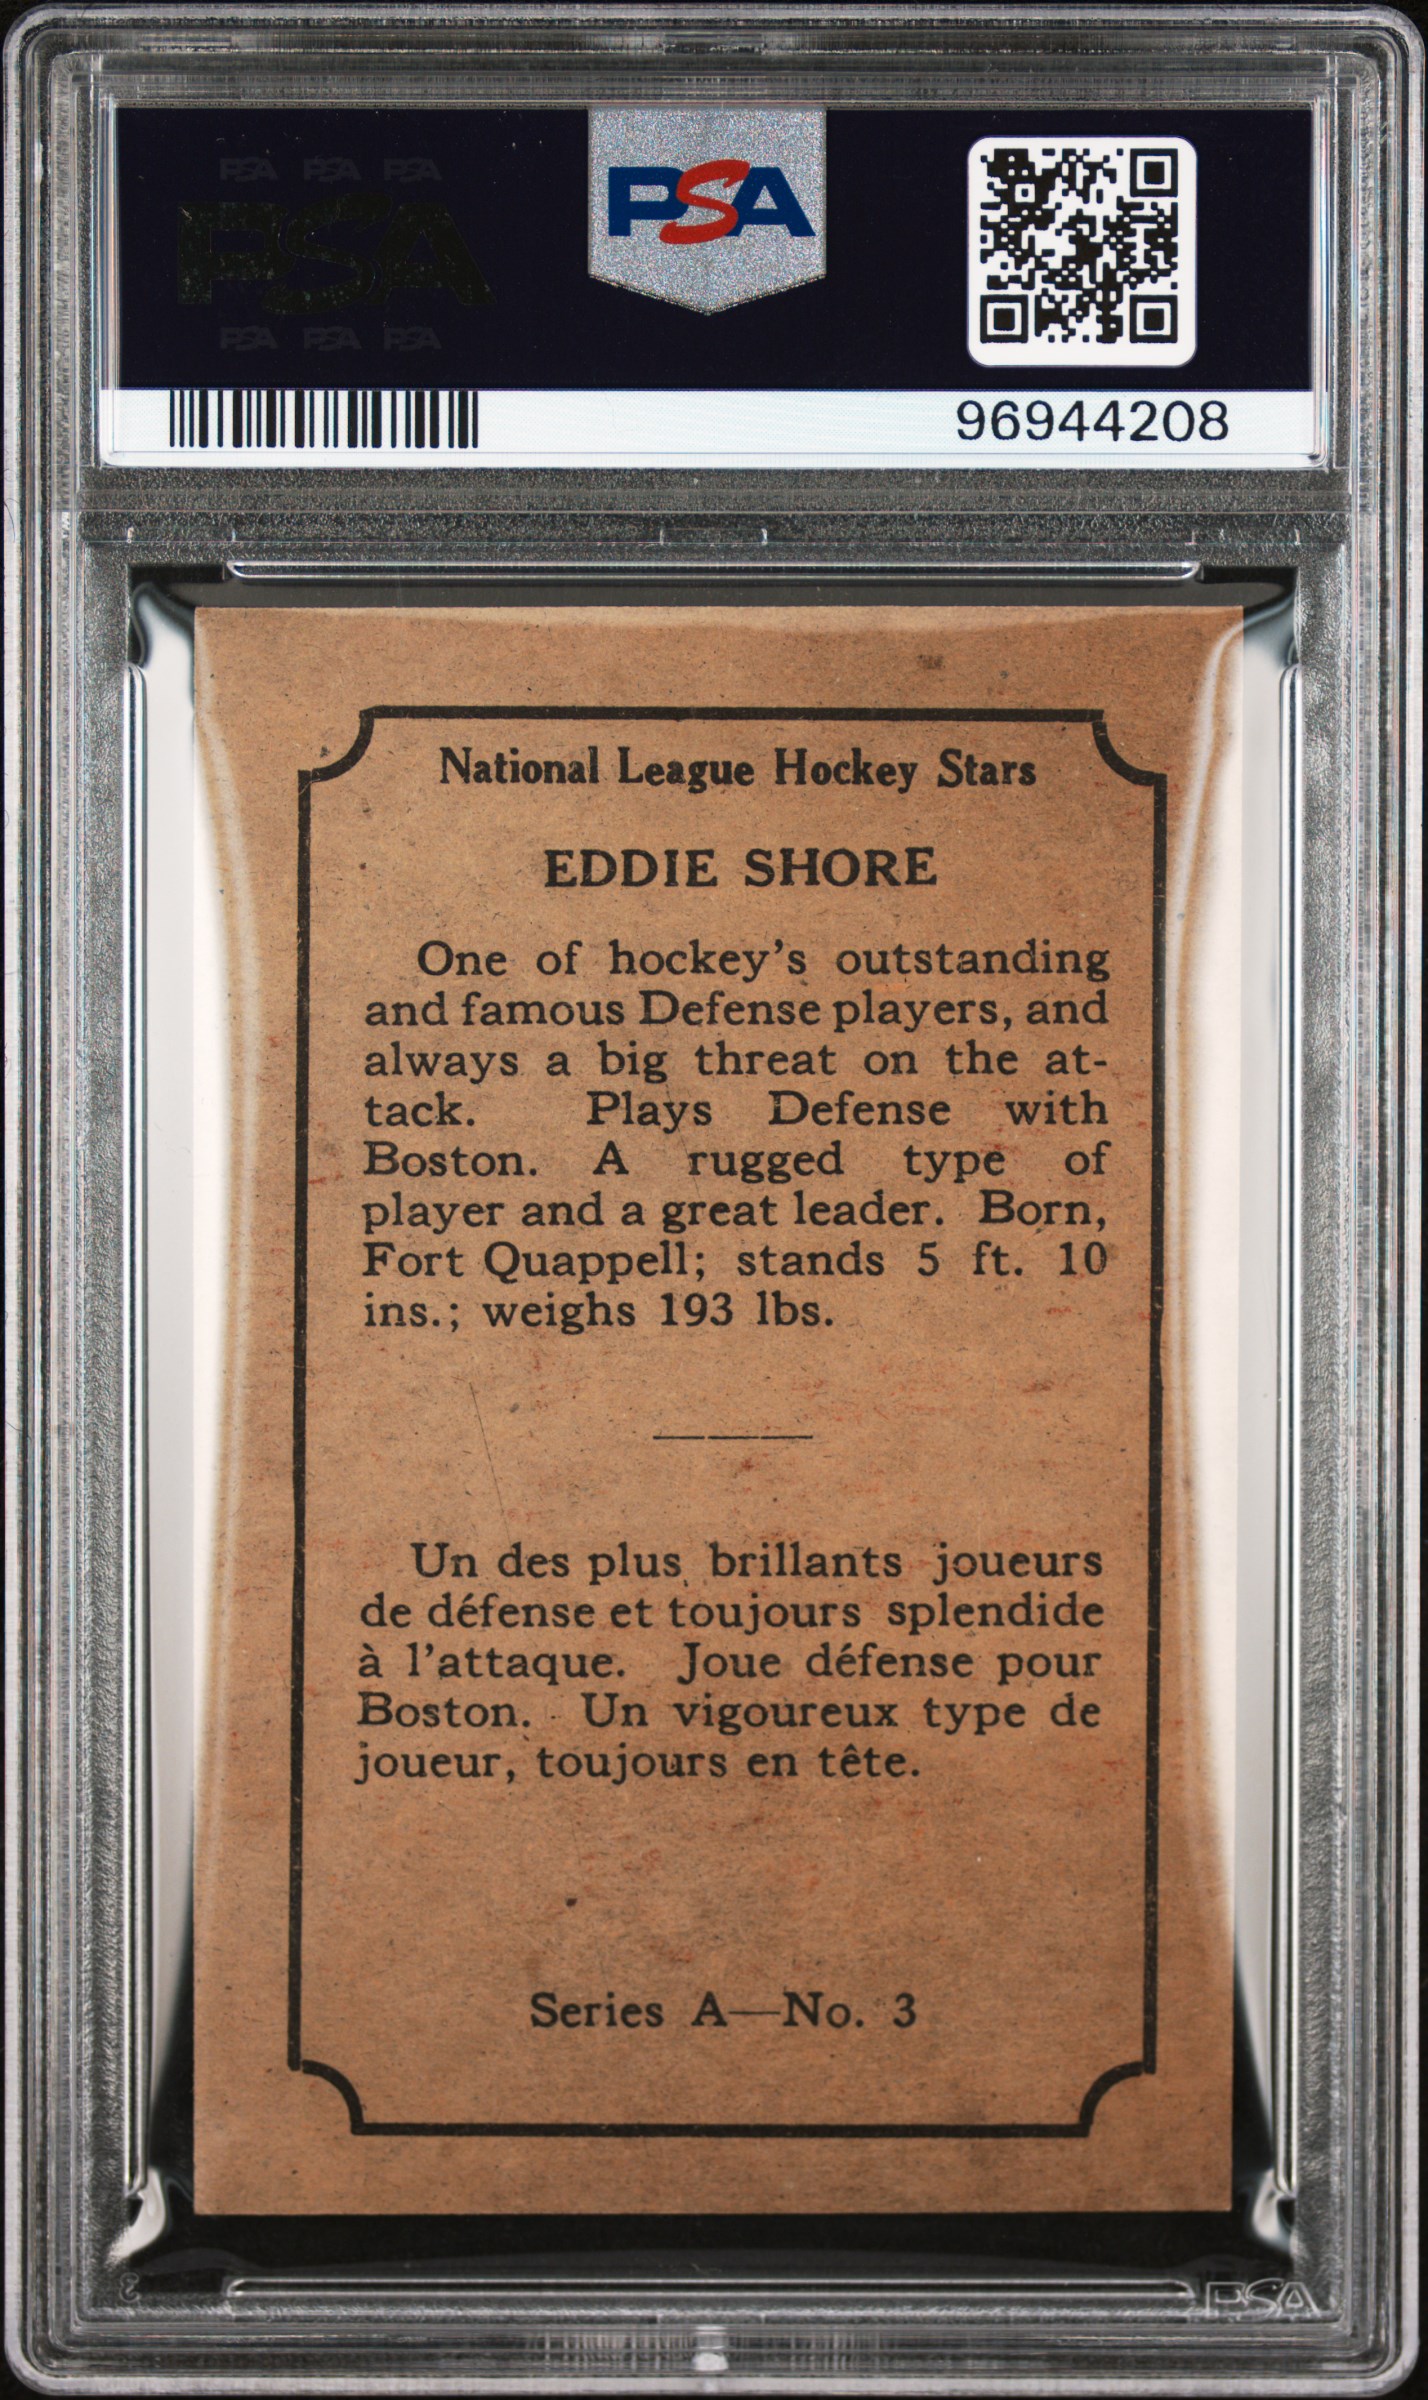 PSA PSA PSA
PSA
PSA PSA PSA
PSA
96944208
National League Hockey Stars
EDDIE SHORE
One of hockey's outstanding
and famous Defense players, and
always a big threat on the at-
tack. Plays Defense with
Boston. A rugged type of
player and a great leader. Born,
Fort Quappell; stands 5 ft. 10
ins.; weighs 193 lbs.
Un des plus brillants joueurs
de défense et toujours splendide
à l'attaque. Joue défense pour
Boston. Un vigoureux type de
joueur, toujours en tête.
Series A—No. 3
PSA